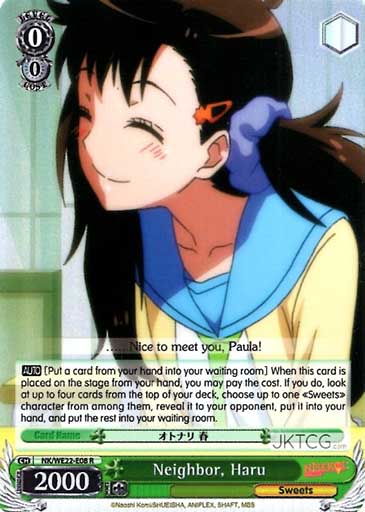 LEVEL
0
0
COST
......Nice to meet you, Paula!
AUTO [Put a card from your hand into your waiting room] When this card is
placed on the stage from your hand, you may pay the cost. If you do, look
at up to four cards from the top of your deck, choose up to one «Sweets»
character from among them, reveal it to your opponent, put it into your
hand, and put the rest into your waiting room.
Card Name
オトナリ 春
JKTCG.com
CH NK/WE22-E08 R
Neighbor, Haru
2000
Sweets
©Naoshi Komi/SHUEISHA, ANIPLEX, SHAFT, MBS